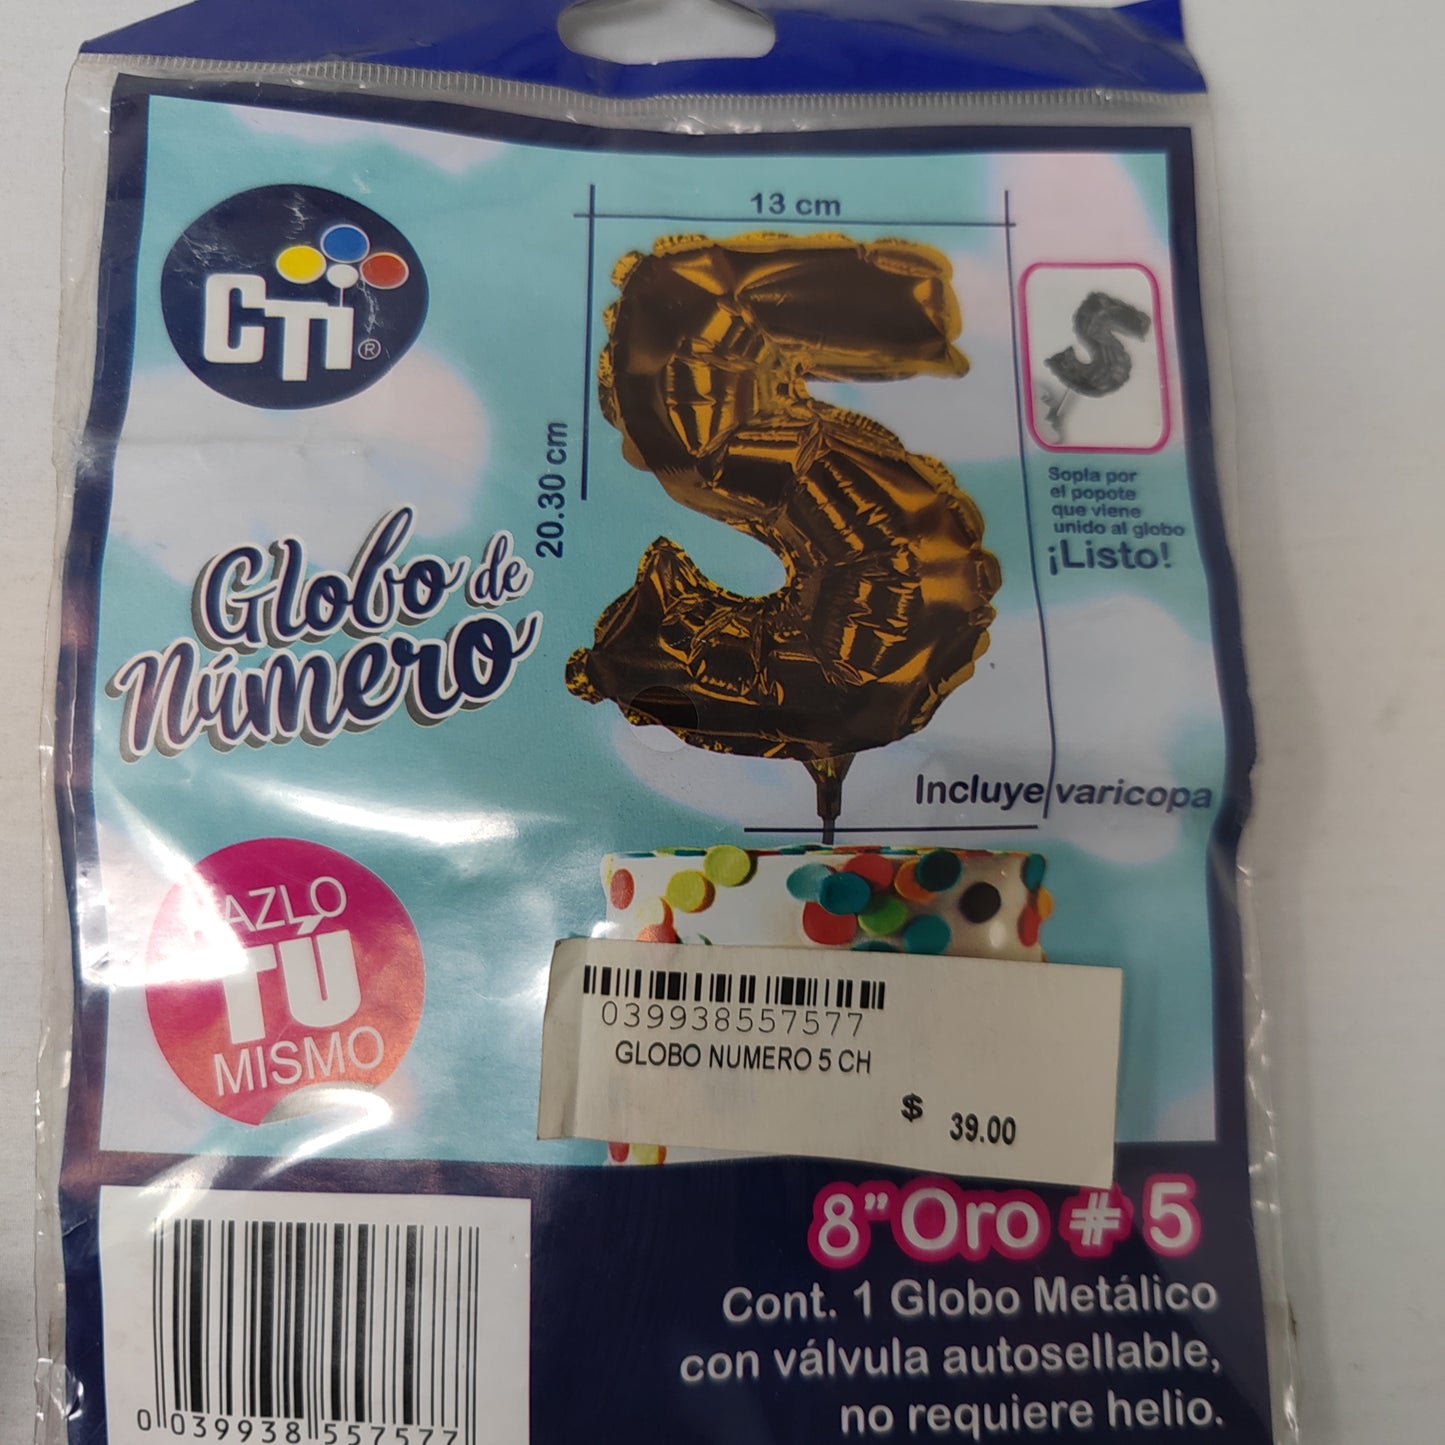 13 cm
CTI ®
20.30 cm
Sopla por
el popote
que viene
unido al globo
¡Listo!
Globo de
Número
Incluye varicopa
AZLO
TÚ
MISMO
039938557577
GLOBO NUMERO 5 CH
$ 39.00
8" Oro # 5
Cont. 1 Globo Metálico
con válvula autosellable,
no requiere helio.
0 039938 557577